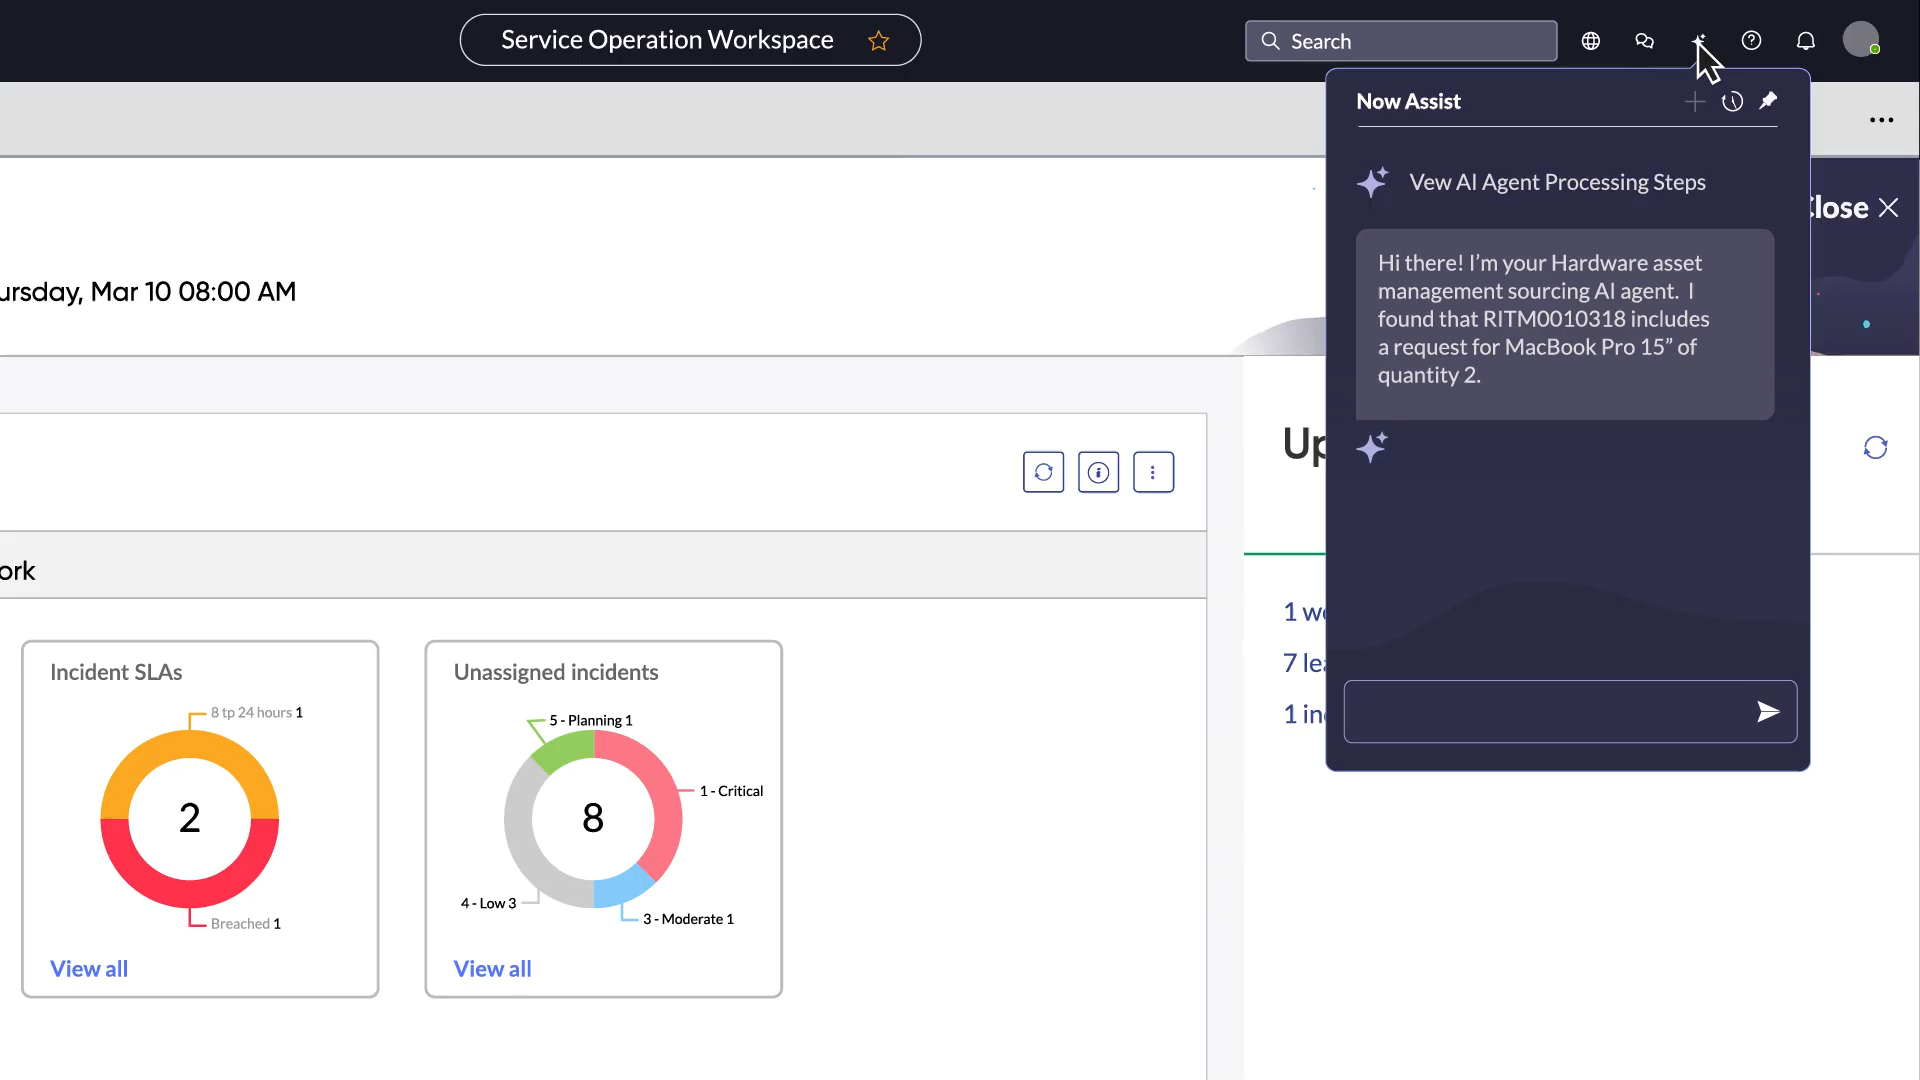 Service Operation Workspace
Search
Now Assist
Vew AI Agent Processing Steps
Close
Hi there! I'm your Hardware asset
management sourcing AI agent. I
found that RITM0010318 includes
a request for MacBook Pro 15” of
quantity 2.
ursday, Mar 10 08:00 AM
Up
ork
1 we
7 lea
1 in
Incident SLAs
8 tp 24 hours 1
2
Breached 1
View all
Unassigned incidents
5 - Planning 1
1 - Critical
8
4 - Low 3
3 - Moderate 1
View all